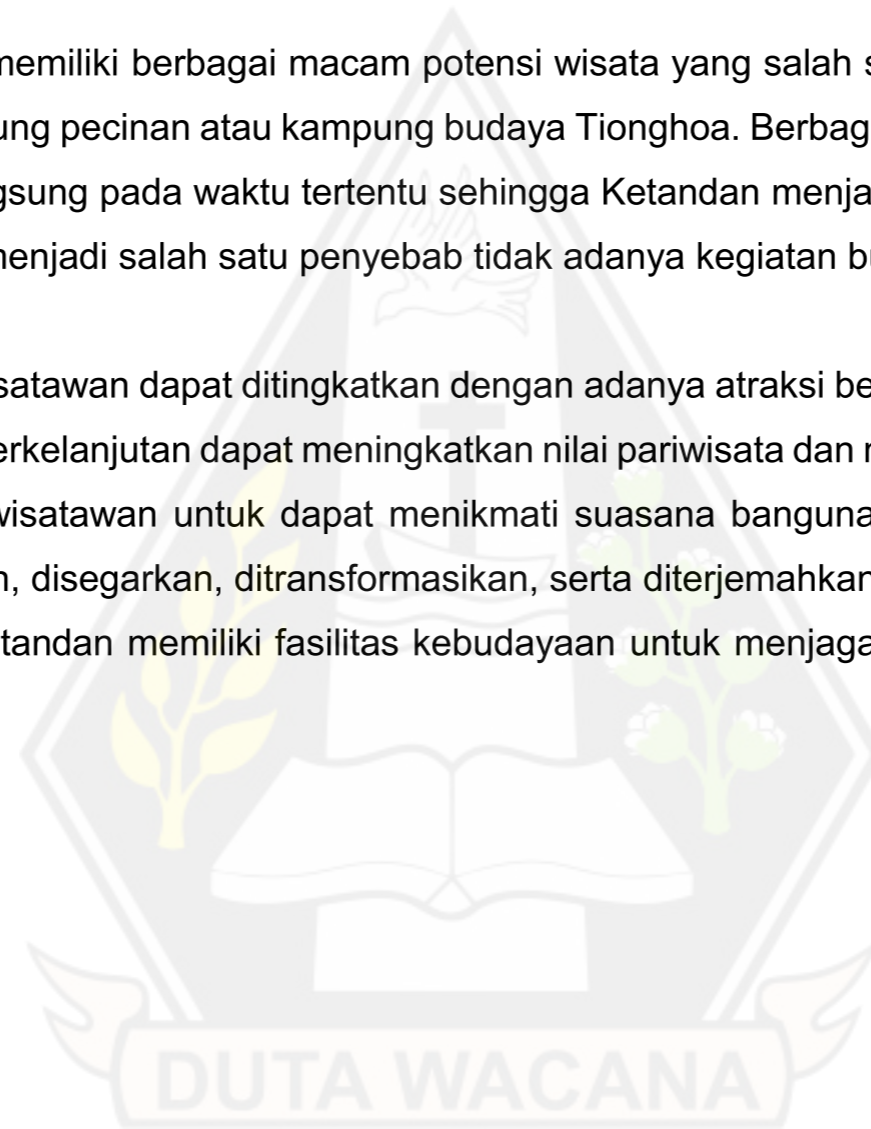 memiliki berbagai macam potensi wisata yang salah s
ung pecinan atau kampung budaya Tionghoa. Berbag
gsung pada waktu tertentu sehingga Ketandan menja
menjadi salah satu penyebab tidak adanya kegiatan bu
satawan dapat ditingkatkan dengan adanya atraksi be
erkelanjutan dapat meningkatkan nilai pariwisata dan
wisatawan untuk dapat menikmati suasana banguna
n, disegarkan, ditransformasikan, serta diterjemahkan
tandan memiliki fasilitas kebudayaan untuk menjaga
DUTA WACANA